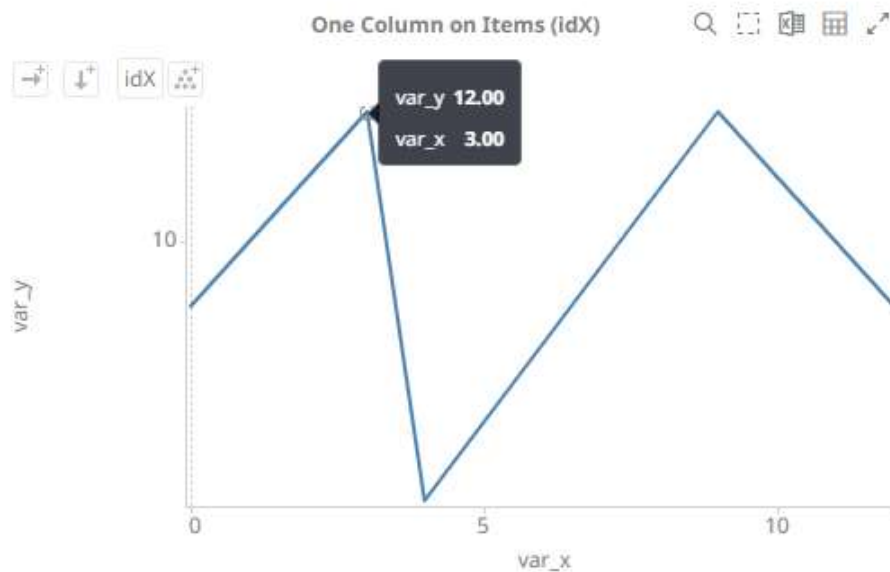 One Column on Items (idX)
idX
var_y 12.00
var_x 3.00
10
var_y
0 5 10
var_x